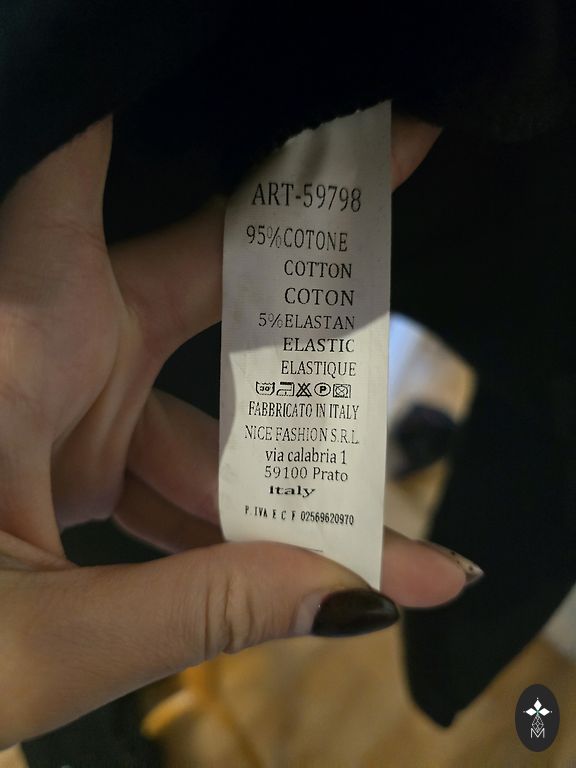 ART-59798
95%COTONE
COTTON
COTON
5%ELASTAN
ELASTIC
ELASTIQUE
30 P
FABBRICATO IN ITALY
NICE FASHION S.R.L.
via calabria 1
59100 Prato
italy
P IVA E C F 02569620970
M